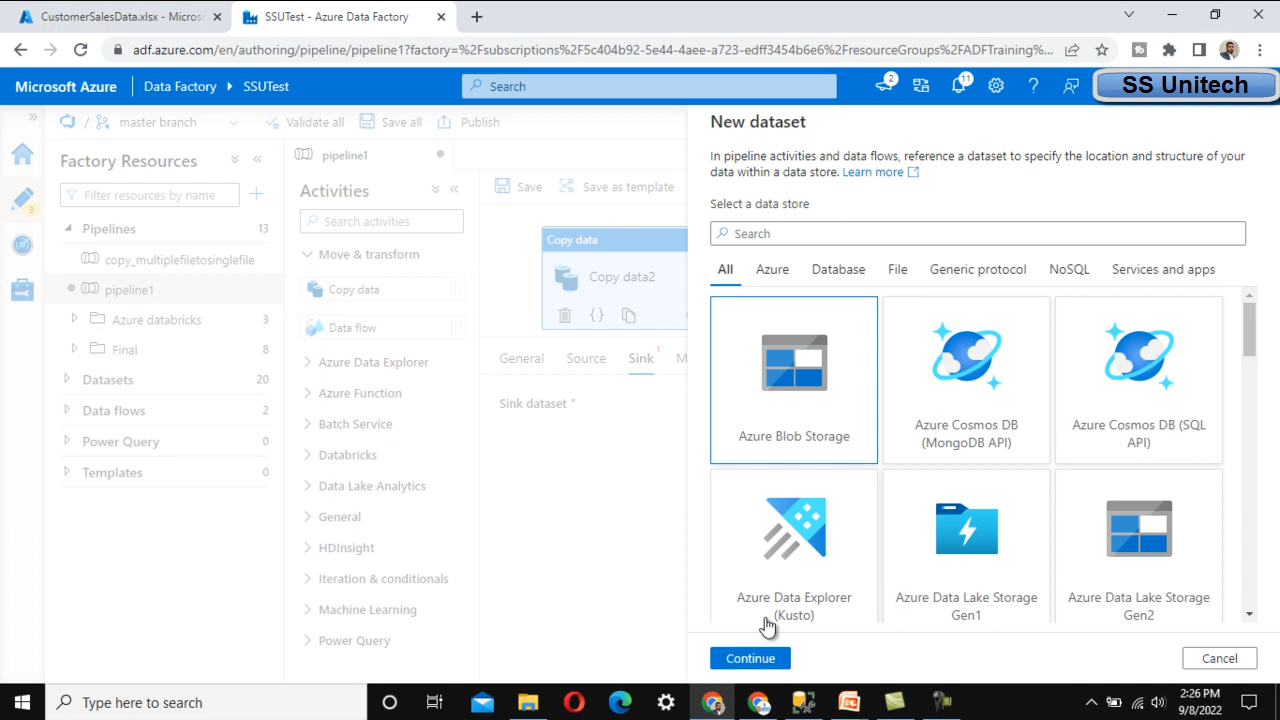 CustomerSalesData.xlsx - Micros
SSUTest - Azure Data Factory
adf.azure.com/en/authoring/pipeline/pipeline1?factory=%2Fsubscriptions%2F5c404b92-5e44-4aee-a723-edff3454b6e6%2FresourceGroups%2FADFTraining%...
Microsoft Azure
Data Factory
SSUTest
Search
2
11
SS Unitech
master branch
Validate all
Save all
Publish
Factory Resources
Filter resources by name
3
Pipelines 13
copy_multiplefiletosinglefile
pipeline1
Azure databricks 3
Final 8
Datasets 20
Data flows 2
Power Query 0
Templates 0
pipeline1
Activities
Search activities
Move & transform
Copy data
Data flow
Azure Data Explorer
Azure Function
Batch Service
Databricks
Data Lake Analytics
General
HDInsight
Iteration & conditionals
Machine Learning
Power Query
Save
Save as template
Copy data
Copy data2
General
Source
Sink 1
M
Sink dataset *
New dataset
In pipeline activities and data flows, reference a dataset to specify the location and structure of your
data within a data store. Learn more
Select a data store
Search
All
Azure
Database
File
Generic protocol
NoSQL
Services and apps
Azure Blob Storage
Azure Cosmos DB
(MongoDB API)
Azure Cosmos DB (SQL
API)
Azure Data Explorer
(Kusto)
Azure Data Lake Storage
Gen1
Azure Data Lake Storage
Gen2
Continue
Cancel
Type here to search
2:26 PM
9/8/2022